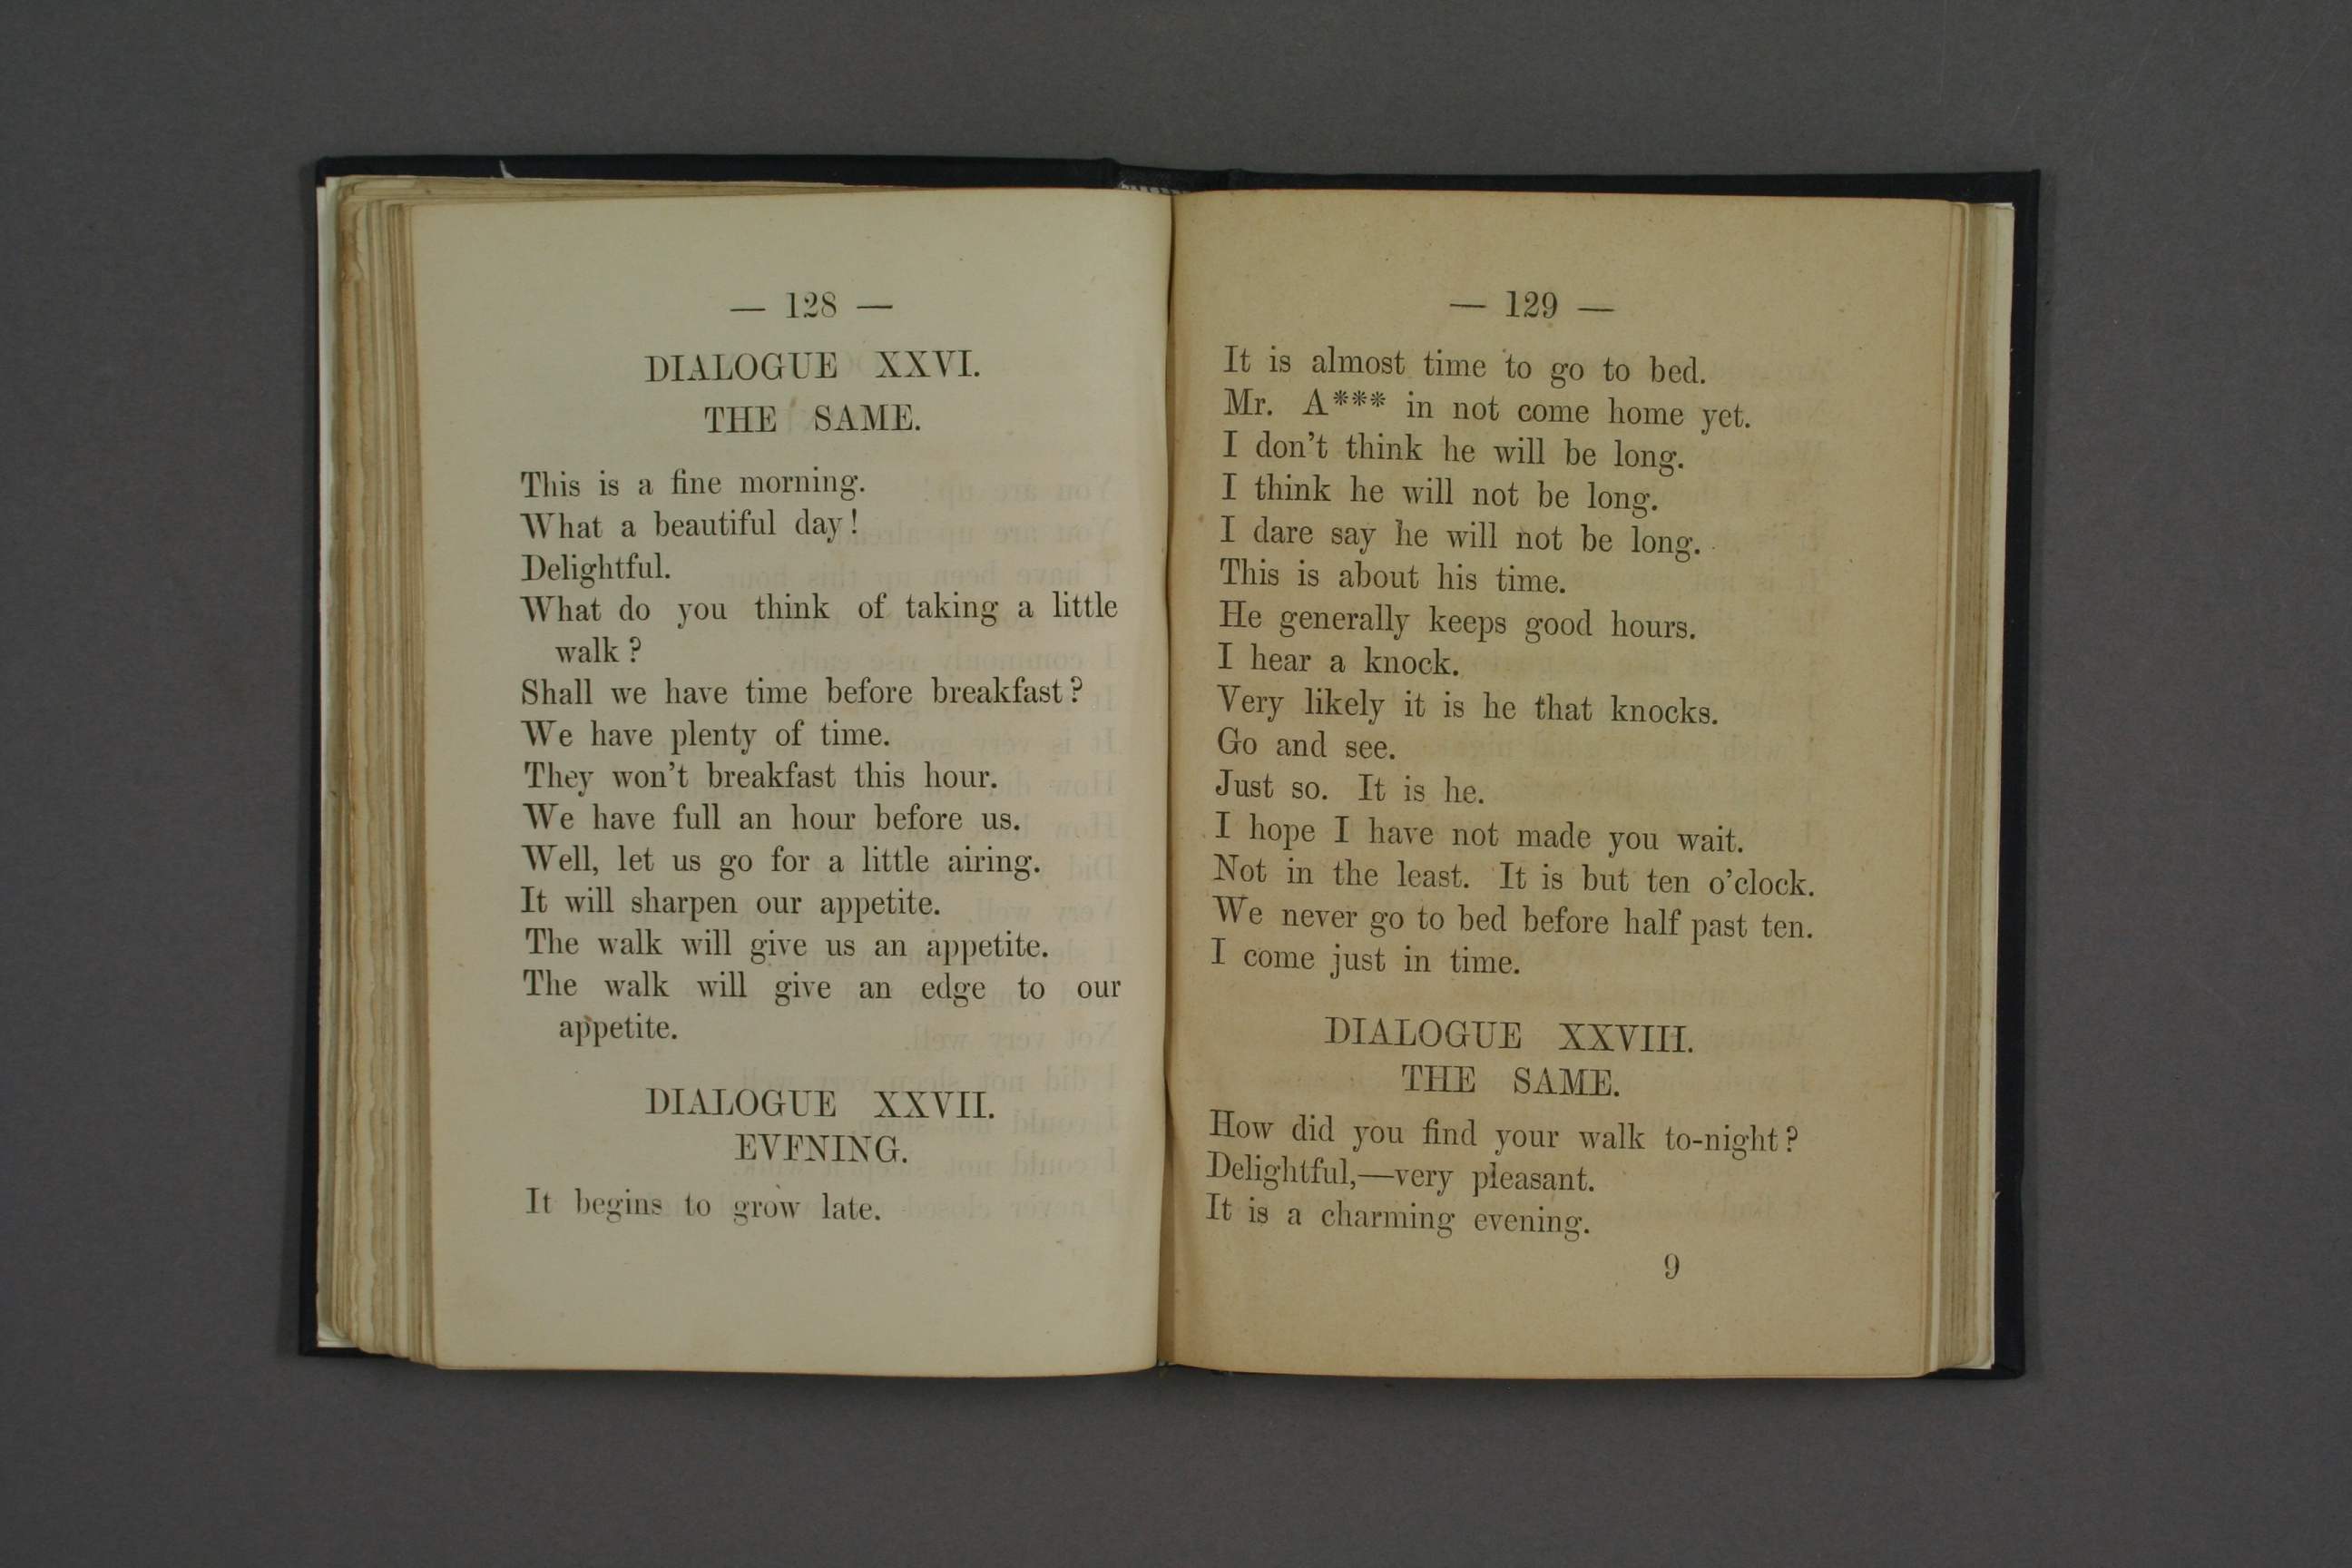 — 128 —
DIALOGUE XXVI.
THE SAME.
This is a fine morning.
What a beautiful day!
Delightful.
What do you think of taking a little
walk?
Shall we have time before breakfast?
We have plenty of time.
They won't breakfast this hour.
We have full an hour before us.
Well, let us go for a little airing.
It will sharpen our appetite.
The walk will give us an appetite.
The walk will give an edge to our
appetite.
DIALOGUE XXVII.
EVFNING.
It begins to grow late.
— 129 —
It is almost time to go to bed.
Mr. A*** in not come home yet.
I don't think he will be long.
I think he will not be long.
I dare say he will not be long.
This is about his time.
He generally keeps good hours.
I hear a knock.
Very likely it is he that knocks.
Go and see.
Just so. It is he.
I hope I have not made you wait.
Not in the least. It is but ten o'clock.
We never go to bed before half past ten.
I come just in time.
DIALOGUE XXVIII.
THE SAME.
How did you find your walk to-night?
Delightful,—very pleasant.
It is a charming evening.
9